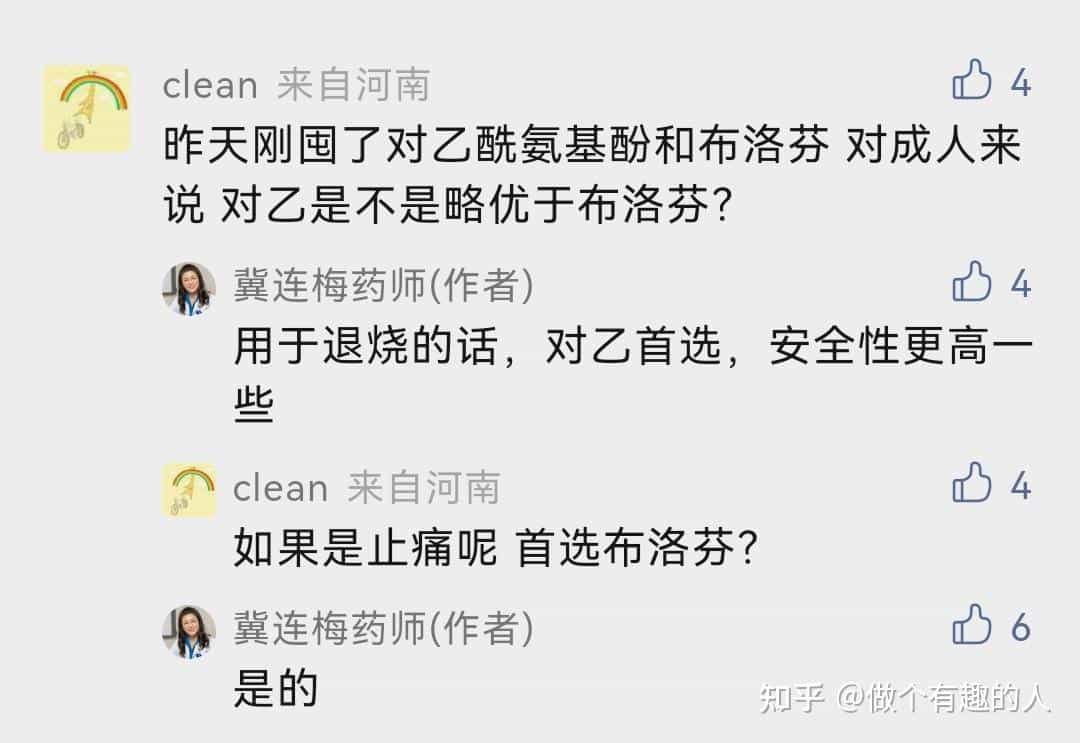 clean 来自河南 4
昨天刚囤了对乙酰氨基酚和布洛芬 对成人来
说 对乙是不是略优于布洛芬?
冀连梅药师(作者) 4
用于退烧的话，对乙首选，安全性更高一
些
clean 来自河南 4
如果是止痛呢 首选布洛芬?
冀连梅药师(作者) 6
是的
知乎 @做个有趣的人